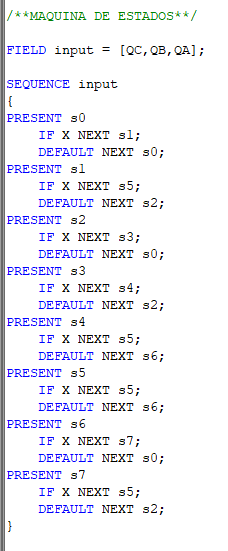 /**MAQUINA DE ESTADOS**/
FIELD input = [QC,QB,QA];
SEQUENCE input
{
PRESENT s0
IF X NEXT s1;
DEFAULT NEXT s0;
PRESENT s1
IF X NEXT s5;
DEFAULT NEXT s2;
PRESENT s2
IF X NEXT s3;
DEFAULT NEXT s0;
PRESENT s3
IF X NEXT s4;
DEFAULT NEXT s2;
PRESENT s4
IF X NEXT s5;
DEFAULT NEXT s6;
PRESENT s5
IF X NEXT s5;
DEFAULT NEXT s6;
PRESENT s6
IF X NEXT s7;
DEFAULT NEXT s0;
PRESENT s7
IF X NEXT s5;
DEFAULT NEXT s2;
}